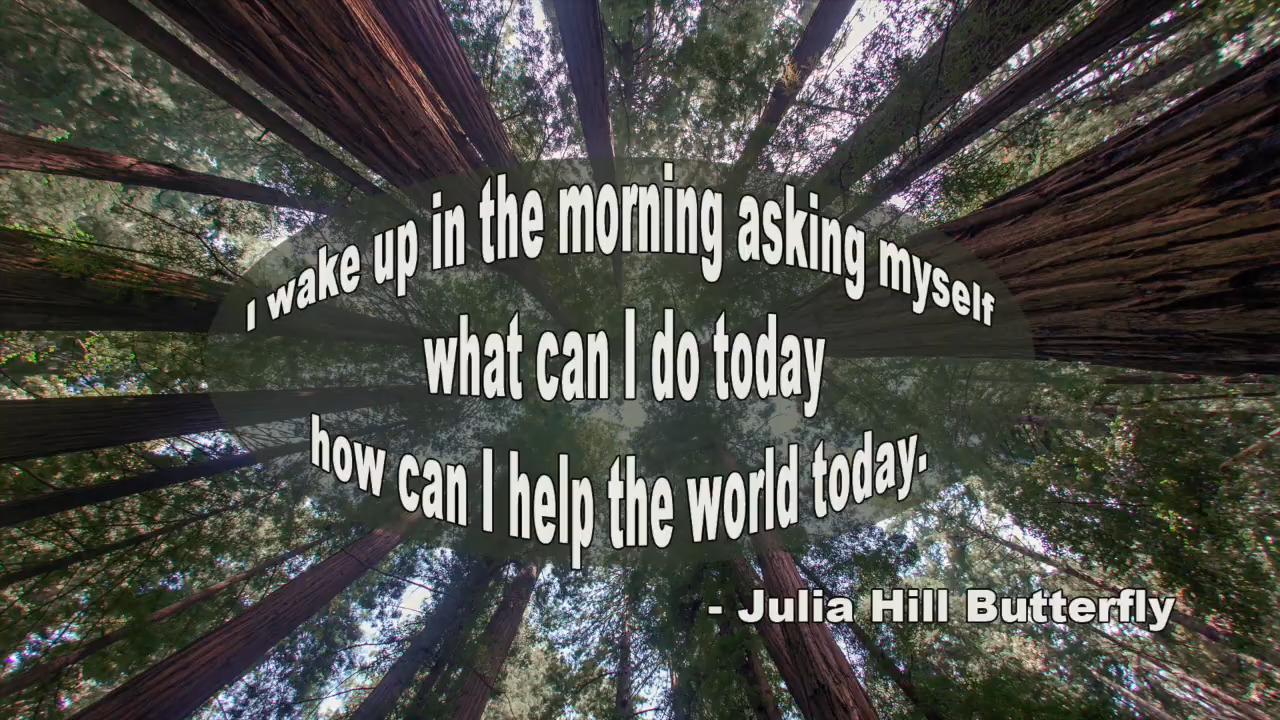 I wake up in the morning asking myself
what can I do today
how can I help the world today.
- Julia Hill Butterfly